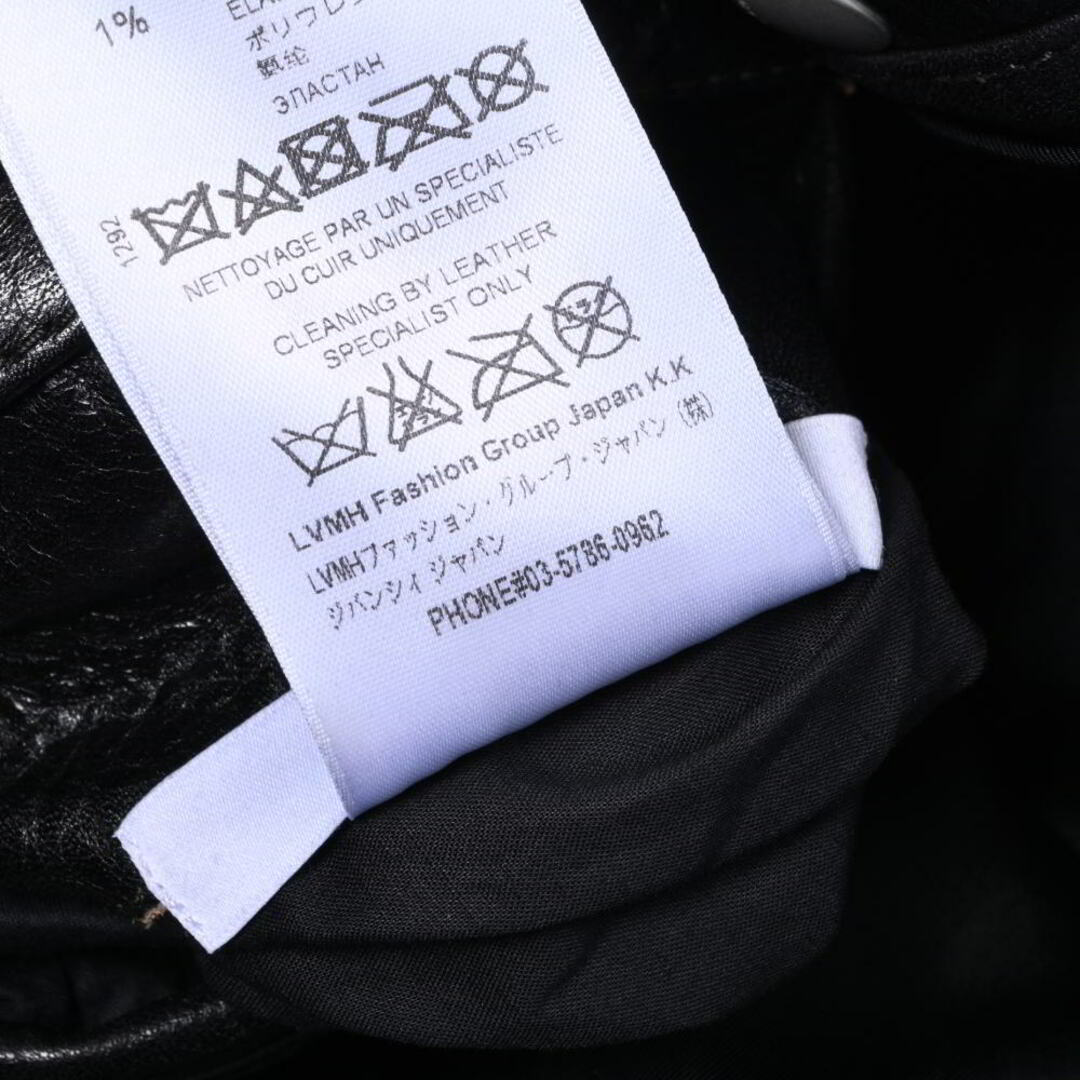 1%
ポリウレ
氨纶
ЭЛАСТАН
1292
NETTOYAGE PAR UN SPECIALISTE
DU CUIR UNIQUEMENT
CLEANING BY LEATHER
SPECIALIST ONLY
LVMH Fashion Group Japan K.K
LVMHファッション・グループ・ジャパン（株）
ジバンシィ ジャパン
PHONE#03-5786-0962